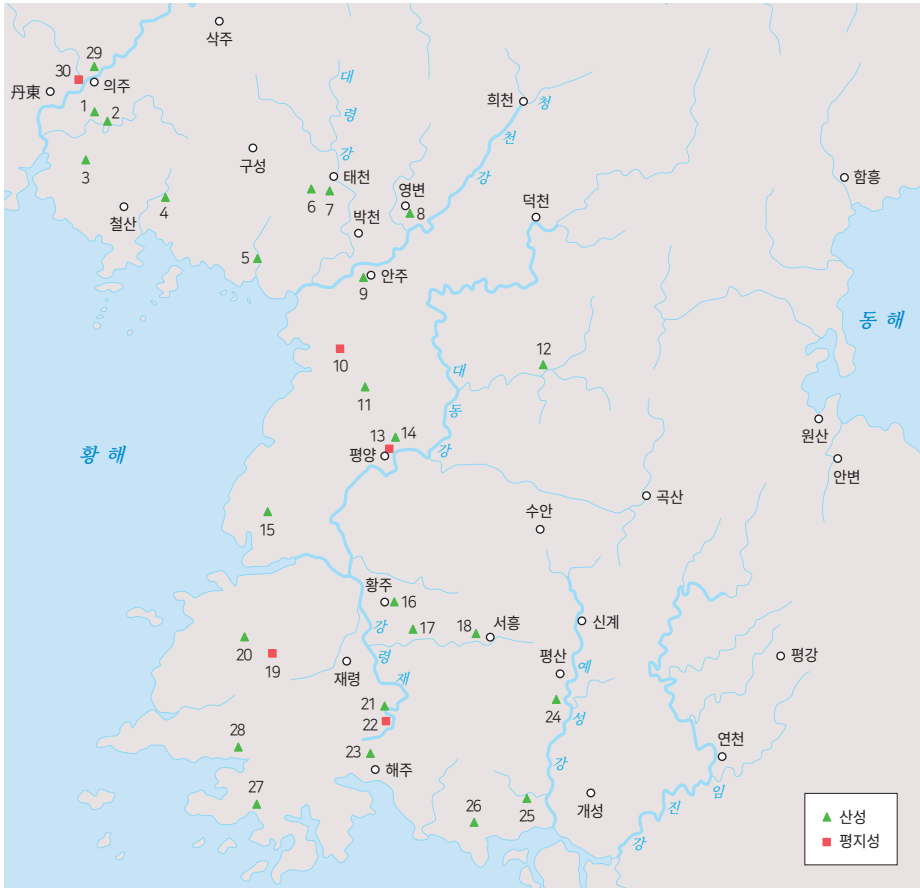 삭주
29
30
의주
丹東
1
2
3
철산
4
구성
대령강
태천
6
7
박천
영변
8
희천
청천강
덕천
함흥
5
안주
9
10
11
12
대동강
동해
황해
13
14
평양
원산
안변
15
수안
곡산
황주
16
17
18
서흥
신계
20
19
재령
재령강
평산
예성강
평강
21
22
24
23
해주
28
27
26
25
개성
연천
임진강
산성
평지성